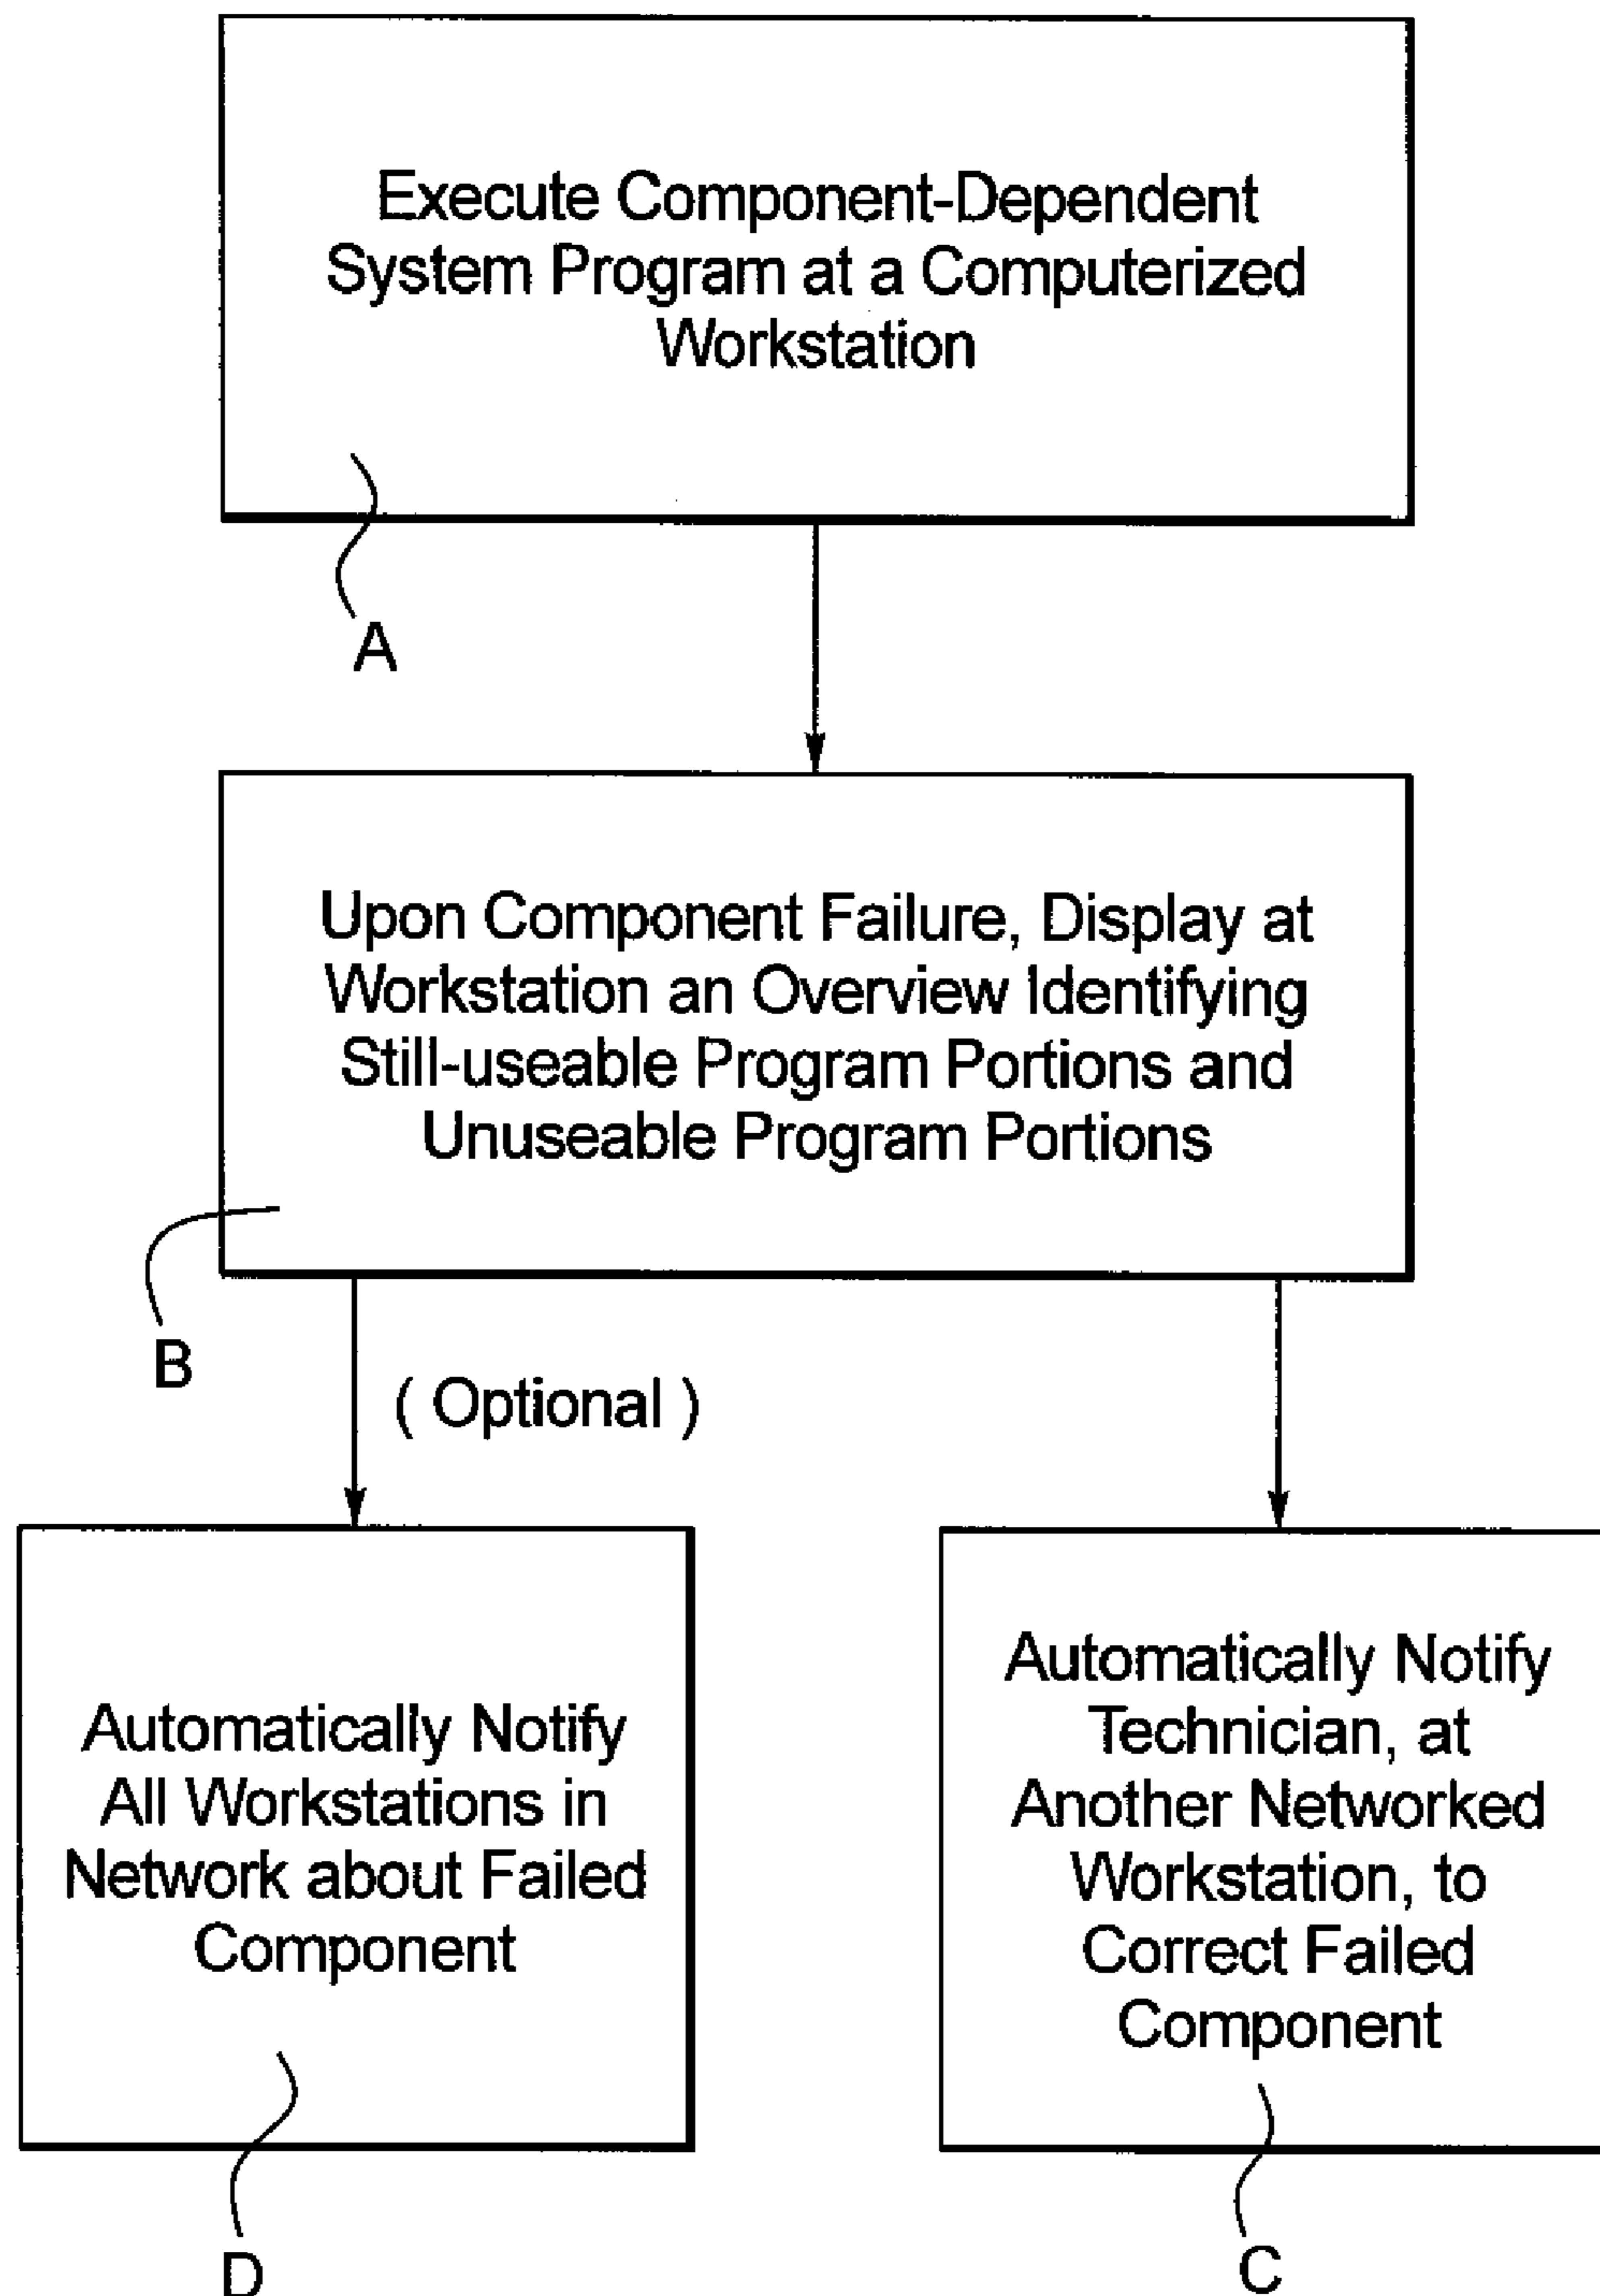 Execute Component-Dependent
System Program at a Computerized
Workstation
A
Upon Component Failure, Display at
Workstation an Overview Identifying
Still-useable Program Portions and
Unuseable Program Portions
B
( Optional )
Automatically Notify
All Workstations in
Network about Failed
Component
D
Automatically Notify
Technician, at
Another Networked
Workstation, to
Correct Failed
Component
C